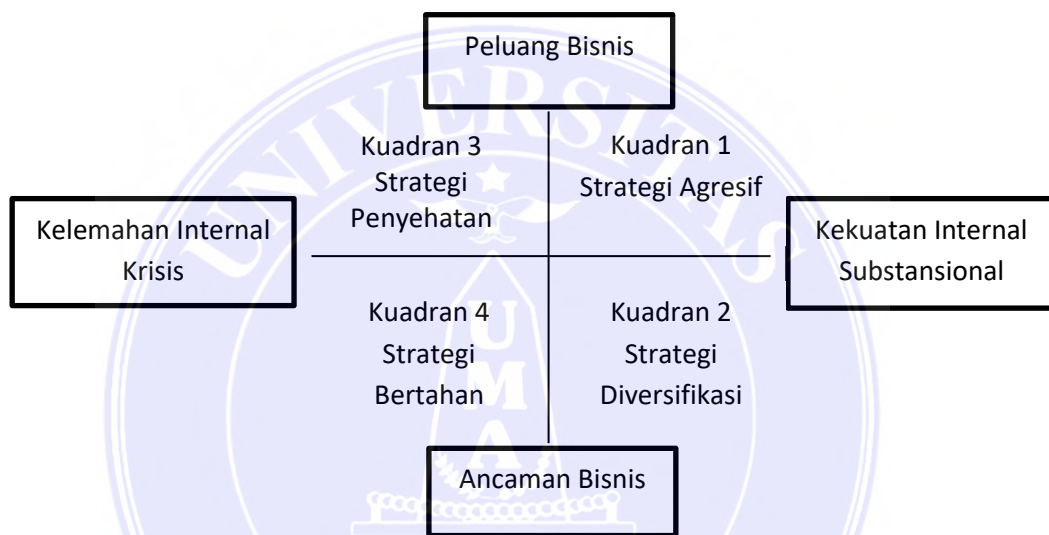 Peluang Bisnis
Kuadran 3
Strategi
Penyehatan
Kuadran 1
Strategi Agresif
Kelemahan Internal
Krisis
Kekuatan Internal
Substansional
Kuadran 4
Strategi
Bertahan
Kuadran 2
Strategi
Diversifikasi
Ancaman Bisnis
UNIVERSITAS
U
M
A